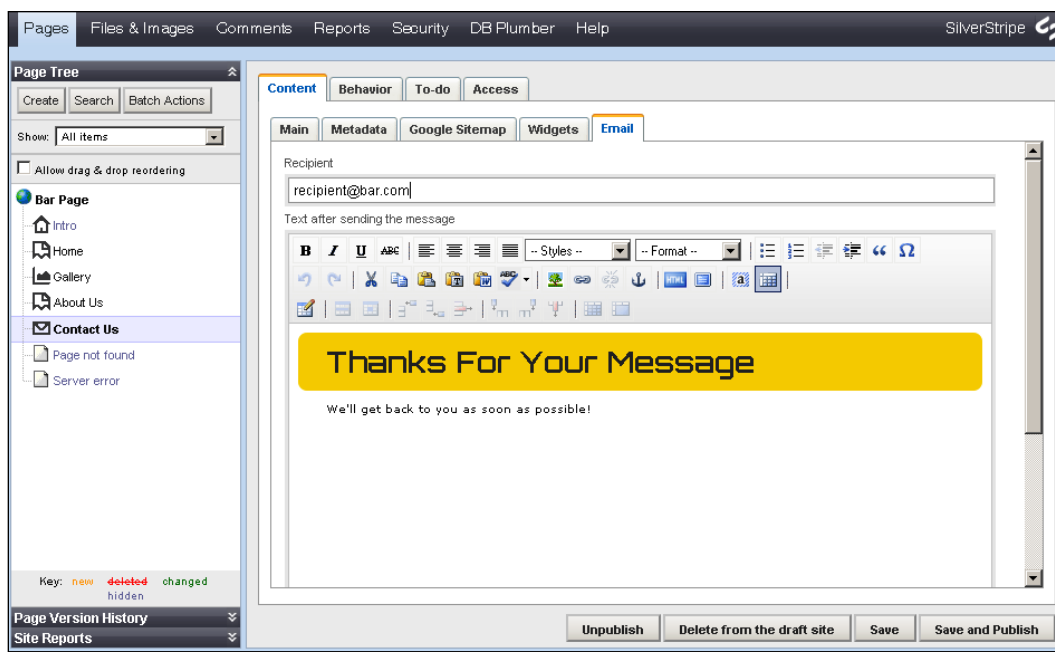 Pages Files & Images Comments Reports Security DB Plumber Help SilverStripe
Page Tree
Create Search Batch Actions
Show: All items
Allow drag & drop reordering
Bar Page
Intro
Home
Gallery
About Us
Contact Us
Page not found
Server error
Key: new deleted changed
hidden
Page Version History
Site Reports
Content Behavior To-do Access
Main Metadata Google Sitemap Widgets Email
Recipient
recipient@bar.com
Text after sending the message
B I U ABC -- Styles -- -- Format --
ABC HTML a
Thanks For Your Message
We'll get back to you as soon as possible!
Unpublish Delete from the draft site Save Save and Publish